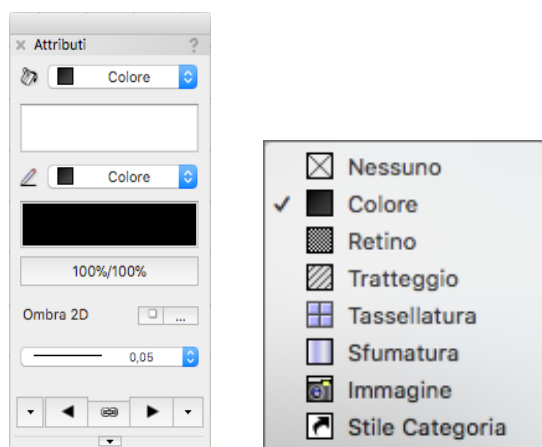 × Attributi ?
Colore
Colore
100%/100%
Ombra 2D ...
0,05
Nessuno
✓ Colore
Retino
Tratteggio
Tassellatura
Sfumatura
Immagine
Stile Categoria